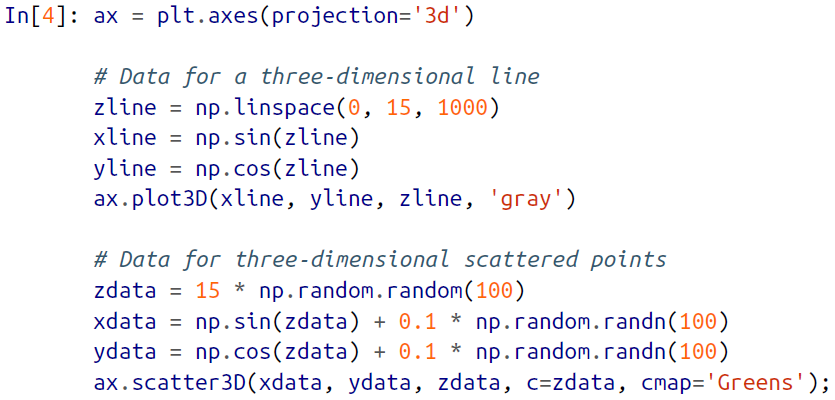 In[4]: ax = plt.axes(projection='3d')
# Data for a three-dimensional line
zline = np.linspace(0, 15, 1000)
xline = np.sin(zline)
yline = np.cos(zline)
ax.plot3D(xline, yline, zline, 'gray')
# Data for three-dimensional scattered points
zdata = 15 * np.random.random(100)
xdata = np.sin(zdata) + 0.1 * np.random.randn(100)
ydata = np.cos(zdata) + 0.1 * np.random.randn(100)
ax.scatter3D(xdata, ydata, zdata, c=zdata, cmap='Greens');